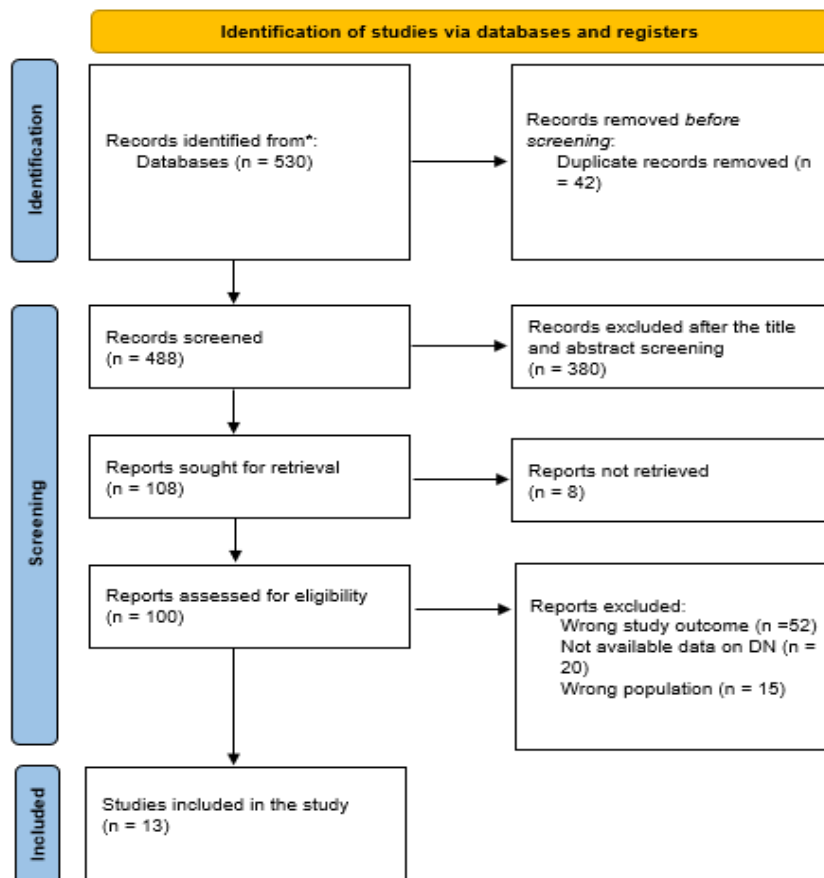 Identification of studies via databases and registers
Identification
Records identified from*:
Databases (n = 530)
Records removed before
screening:
Duplicate records removed (n
= 42)
Screening
Records screened
(n = 488)
Records excluded after the title
and abstract screening
(n = 380)
Reports sought for retrieval
(n = 108)
Reports not retrieved
(n = 8)
Reports assessed for eligibility
(n = 100)
Reports excluded:
Wrong study outcome (n =52)
Not available data on DN (n =
20)
Wrong population (n = 15)
Included
Studies included in the study
(n = 13)